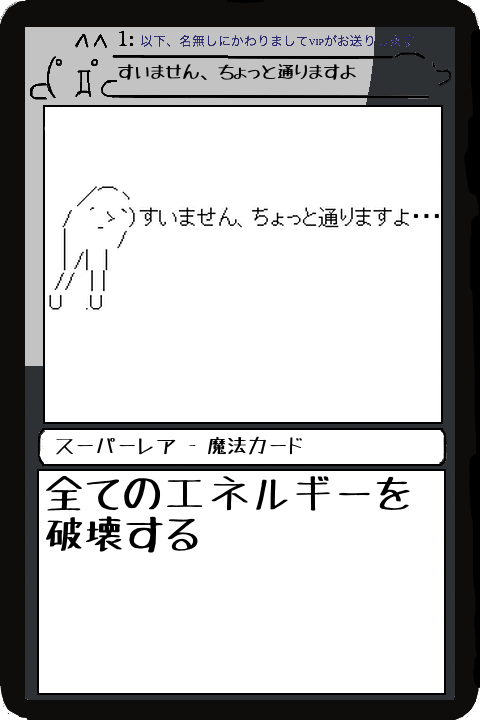 1: 以下、名無しにかわりましてVIPがお送りします
すいません、ちょっと通りますよ
すいません、ちょっと通りますよ・・・
スーパーレア - 魔法カード
全てのエネルギーを
破壊する